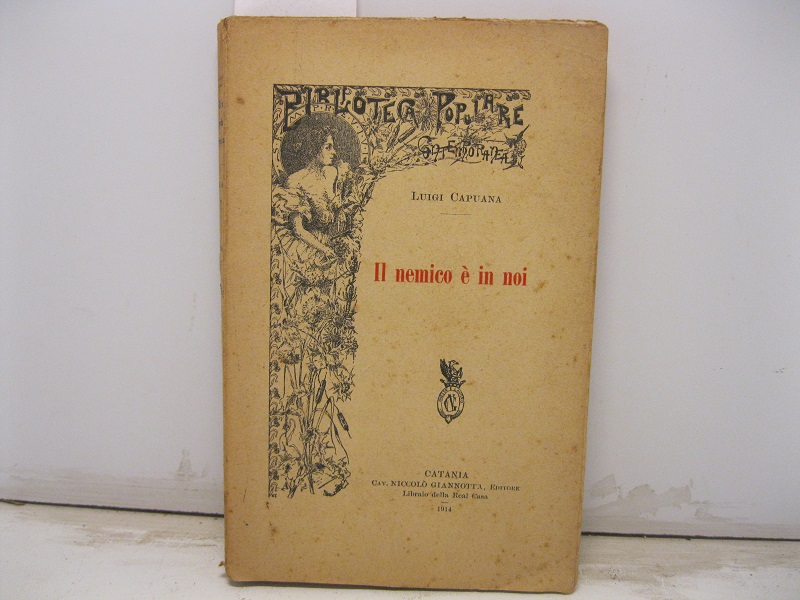 BIBLIOTECA POPOLARE
CONTEMPORANEA
LUIGI CAPUANA
Il nemico è in noi
CATANIA
CAV. NICCOLÒ GIANNOTTA, EDITORE
Libraio della Real Casa
1914